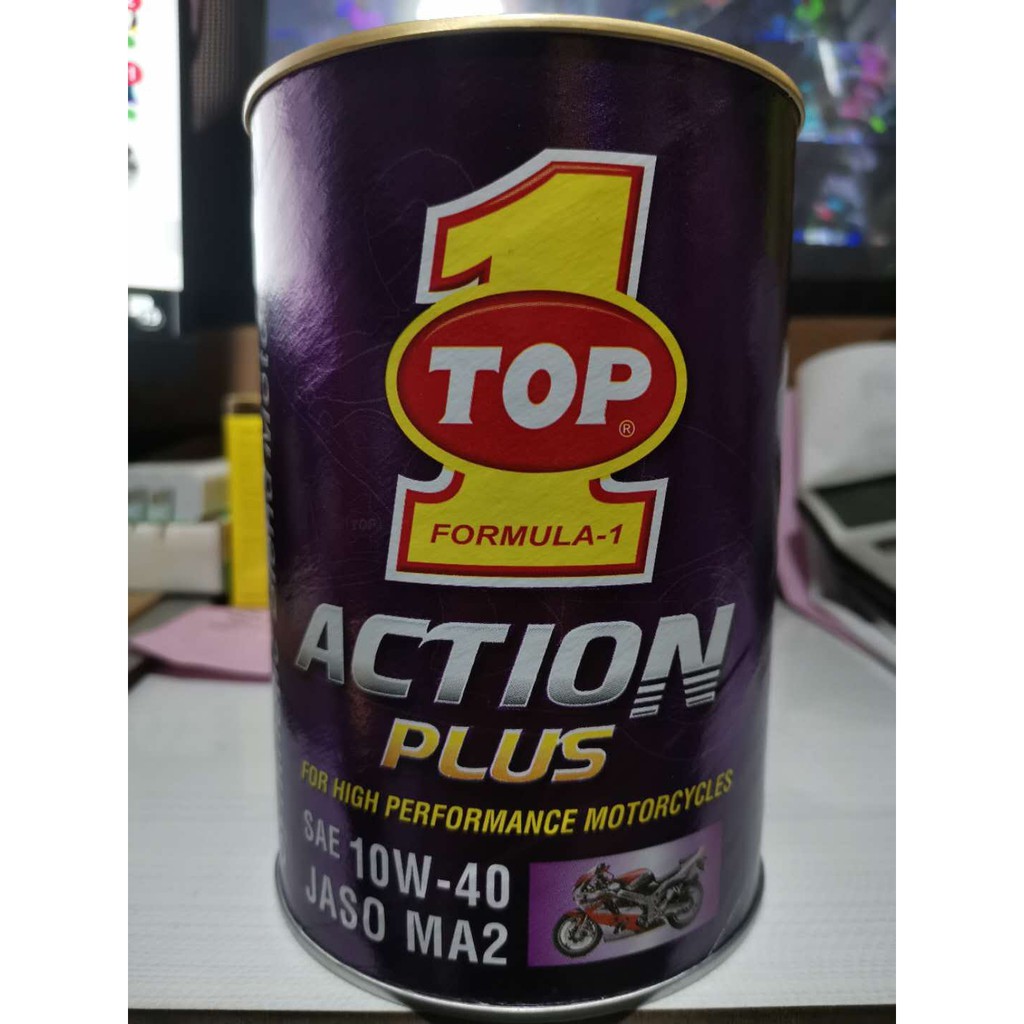 1
TOP®
FORMULA-1
ACTION
PLUS
FOR HIGH PERFORMANCE MOTORCYCLES
SAE 10W-40
JASO MA2